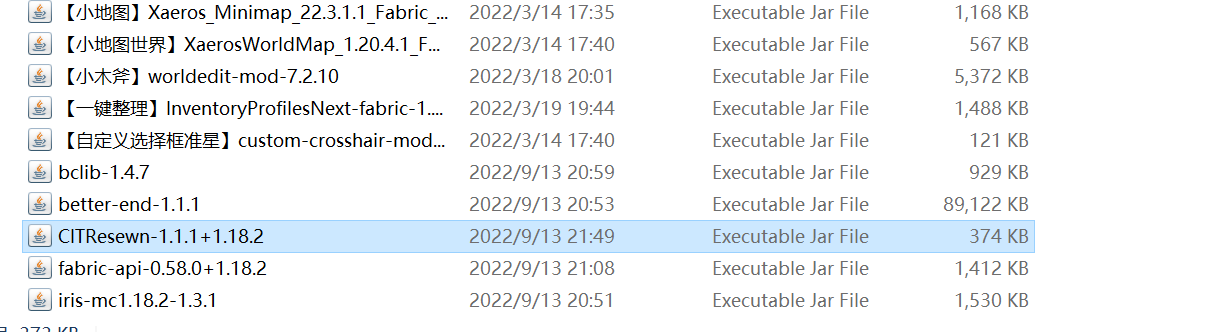 【小地图】Xaeros_Minimap_22.3.1.1_Fabric_... 2022/3/14 17:35 Executable Jar File 1,168 KB
【小地图世界】XaerosWorldMap_1.20.4.1_F... 2022/3/14 17:40 Executable Jar File 567 KB
【小木斧】worldedit-mod-7.2.10 2022/3/18 20:01 Executable Jar File 5,372 KB
【一键整理】InventoryProfilesNext-fabric-1.... 2022/3/19 19:44 Executable Jar File 1,488 KB
【自定义选择框准星】custom-crosshair-mod... 2022/3/14 17:40 Executable Jar File 121 KB
bclib-1.4.7 2022/9/13 20:59 Executable Jar File 929 KB
better-end-1.1.1 2022/9/13 20:53 Executable Jar File 89,122 KB
CITResewn-1.1.1+1.18.2 2022/9/13 21:49 Executable Jar File 374 KB
fabric-api-0.58.0+1.18.2 2022/9/13 21:08 Executable Jar File 1,412 KB
iris-mc1.18.2-1.3.1 2022/9/13 20:51 Executable Jar File 1,530 KB